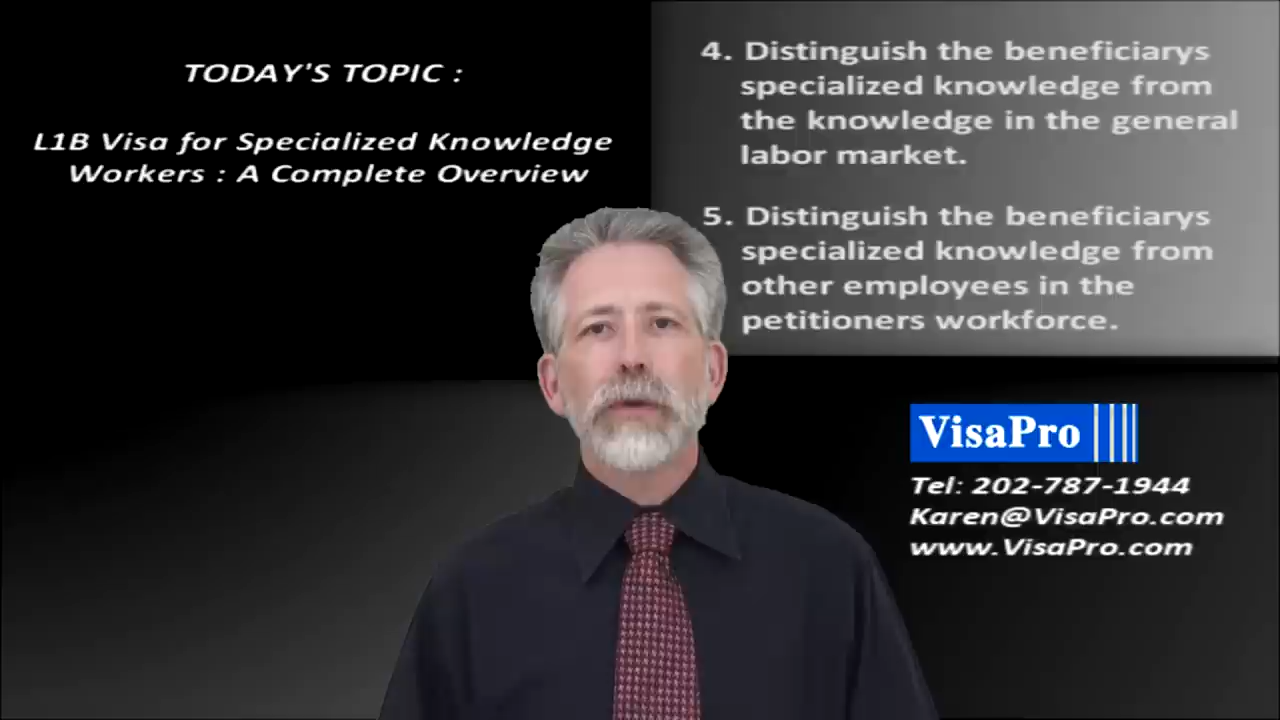 TODAY'S TOPIC :
L1B Visa for Specialized Knowledge
Workers : A Complete Overview
4. Distinguish the beneficiarys
specialized knowledge from
the knowledge in the general
labor market.
5. Distinguish the beneficiarys
specialized knowledge from
other employees in the
petitioners workforce.
VisaPro
Tel: 202-787-1944
Karen@VisaPro.com
www.VisaPro.com